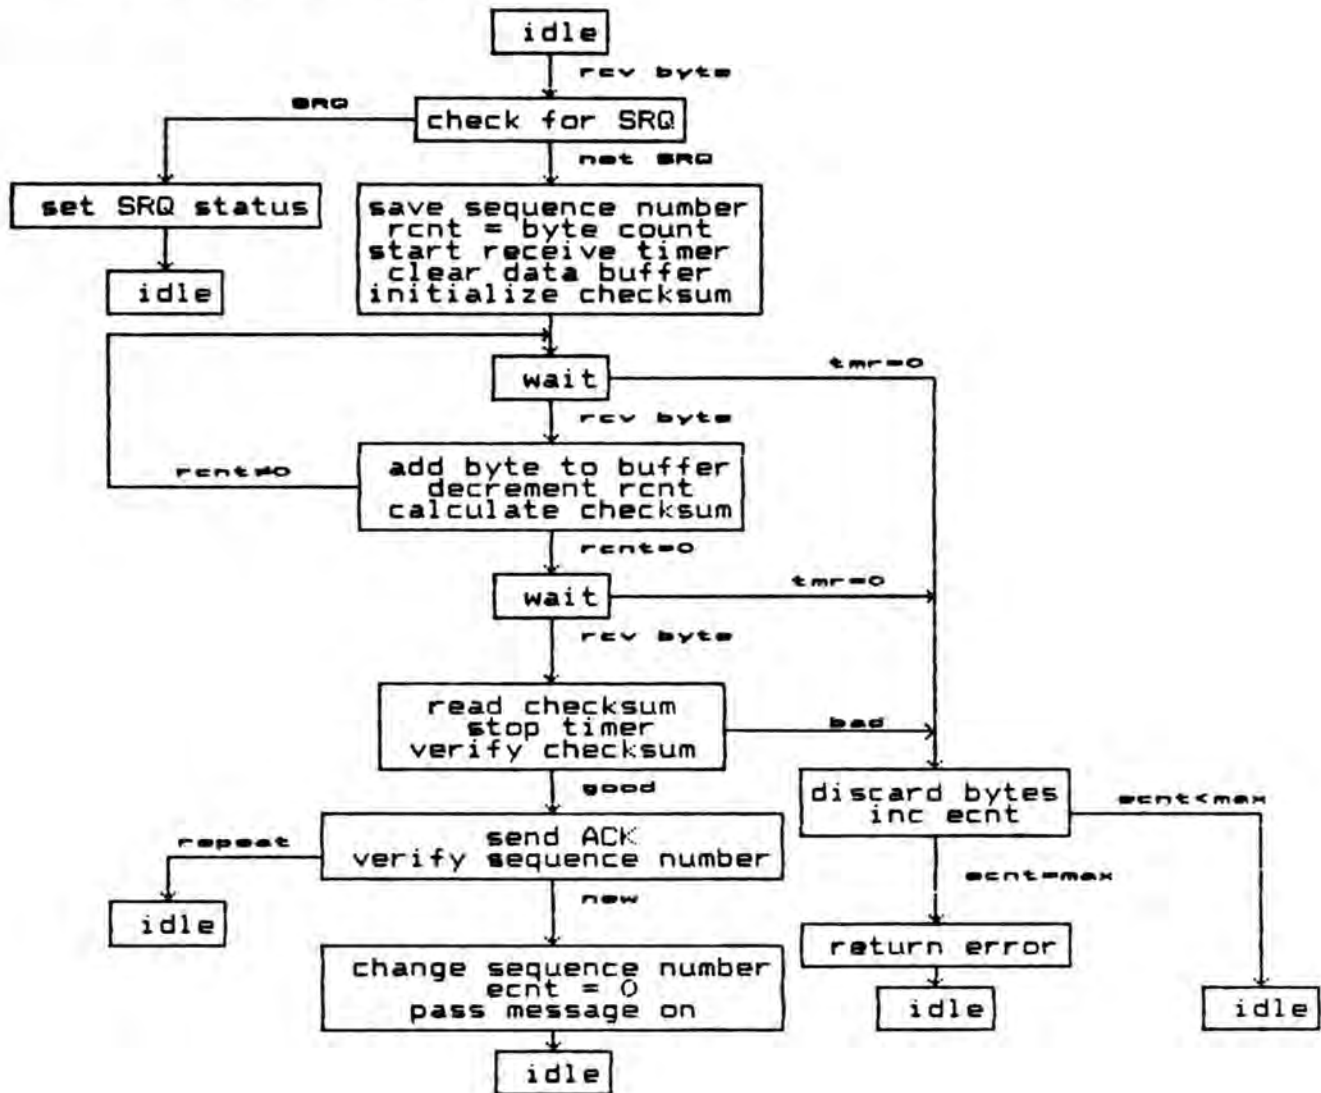 idle
rcv byte
SRQ
check for SRQ
not SRQ
set SRQ status
save sequence number
rcnt = byte count
start receive timer
clear data buffer
initialize checksum
idle
wait
tmr=0
rcv byte
rcnt≠0
add byte to buffer
decrement rcnt
calculate checksum
rcnt=0
wait
tmr=0
rcv byte
read checksum
stop timer
verify checksum
bad
good
discard bytes
inc ecnt
ecnt<max
repeat
send ACK
verify sequence number
ecnt=max
new
idle
return error
change sequence number
ecnt = 0
pass message on
idle
idle
idle